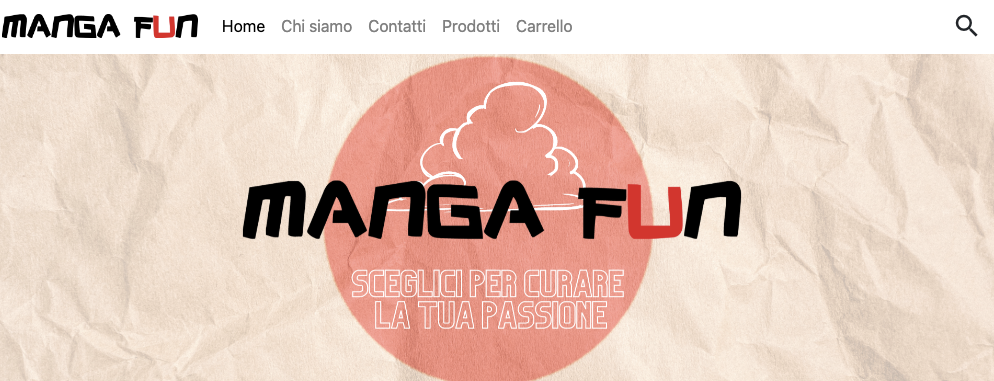 MANGA FUN
Home Chi siamo Contatti Prodotti Carrello
MANGA FUN
SCEGLICI PER CURARE
LA TUA PASSIONE